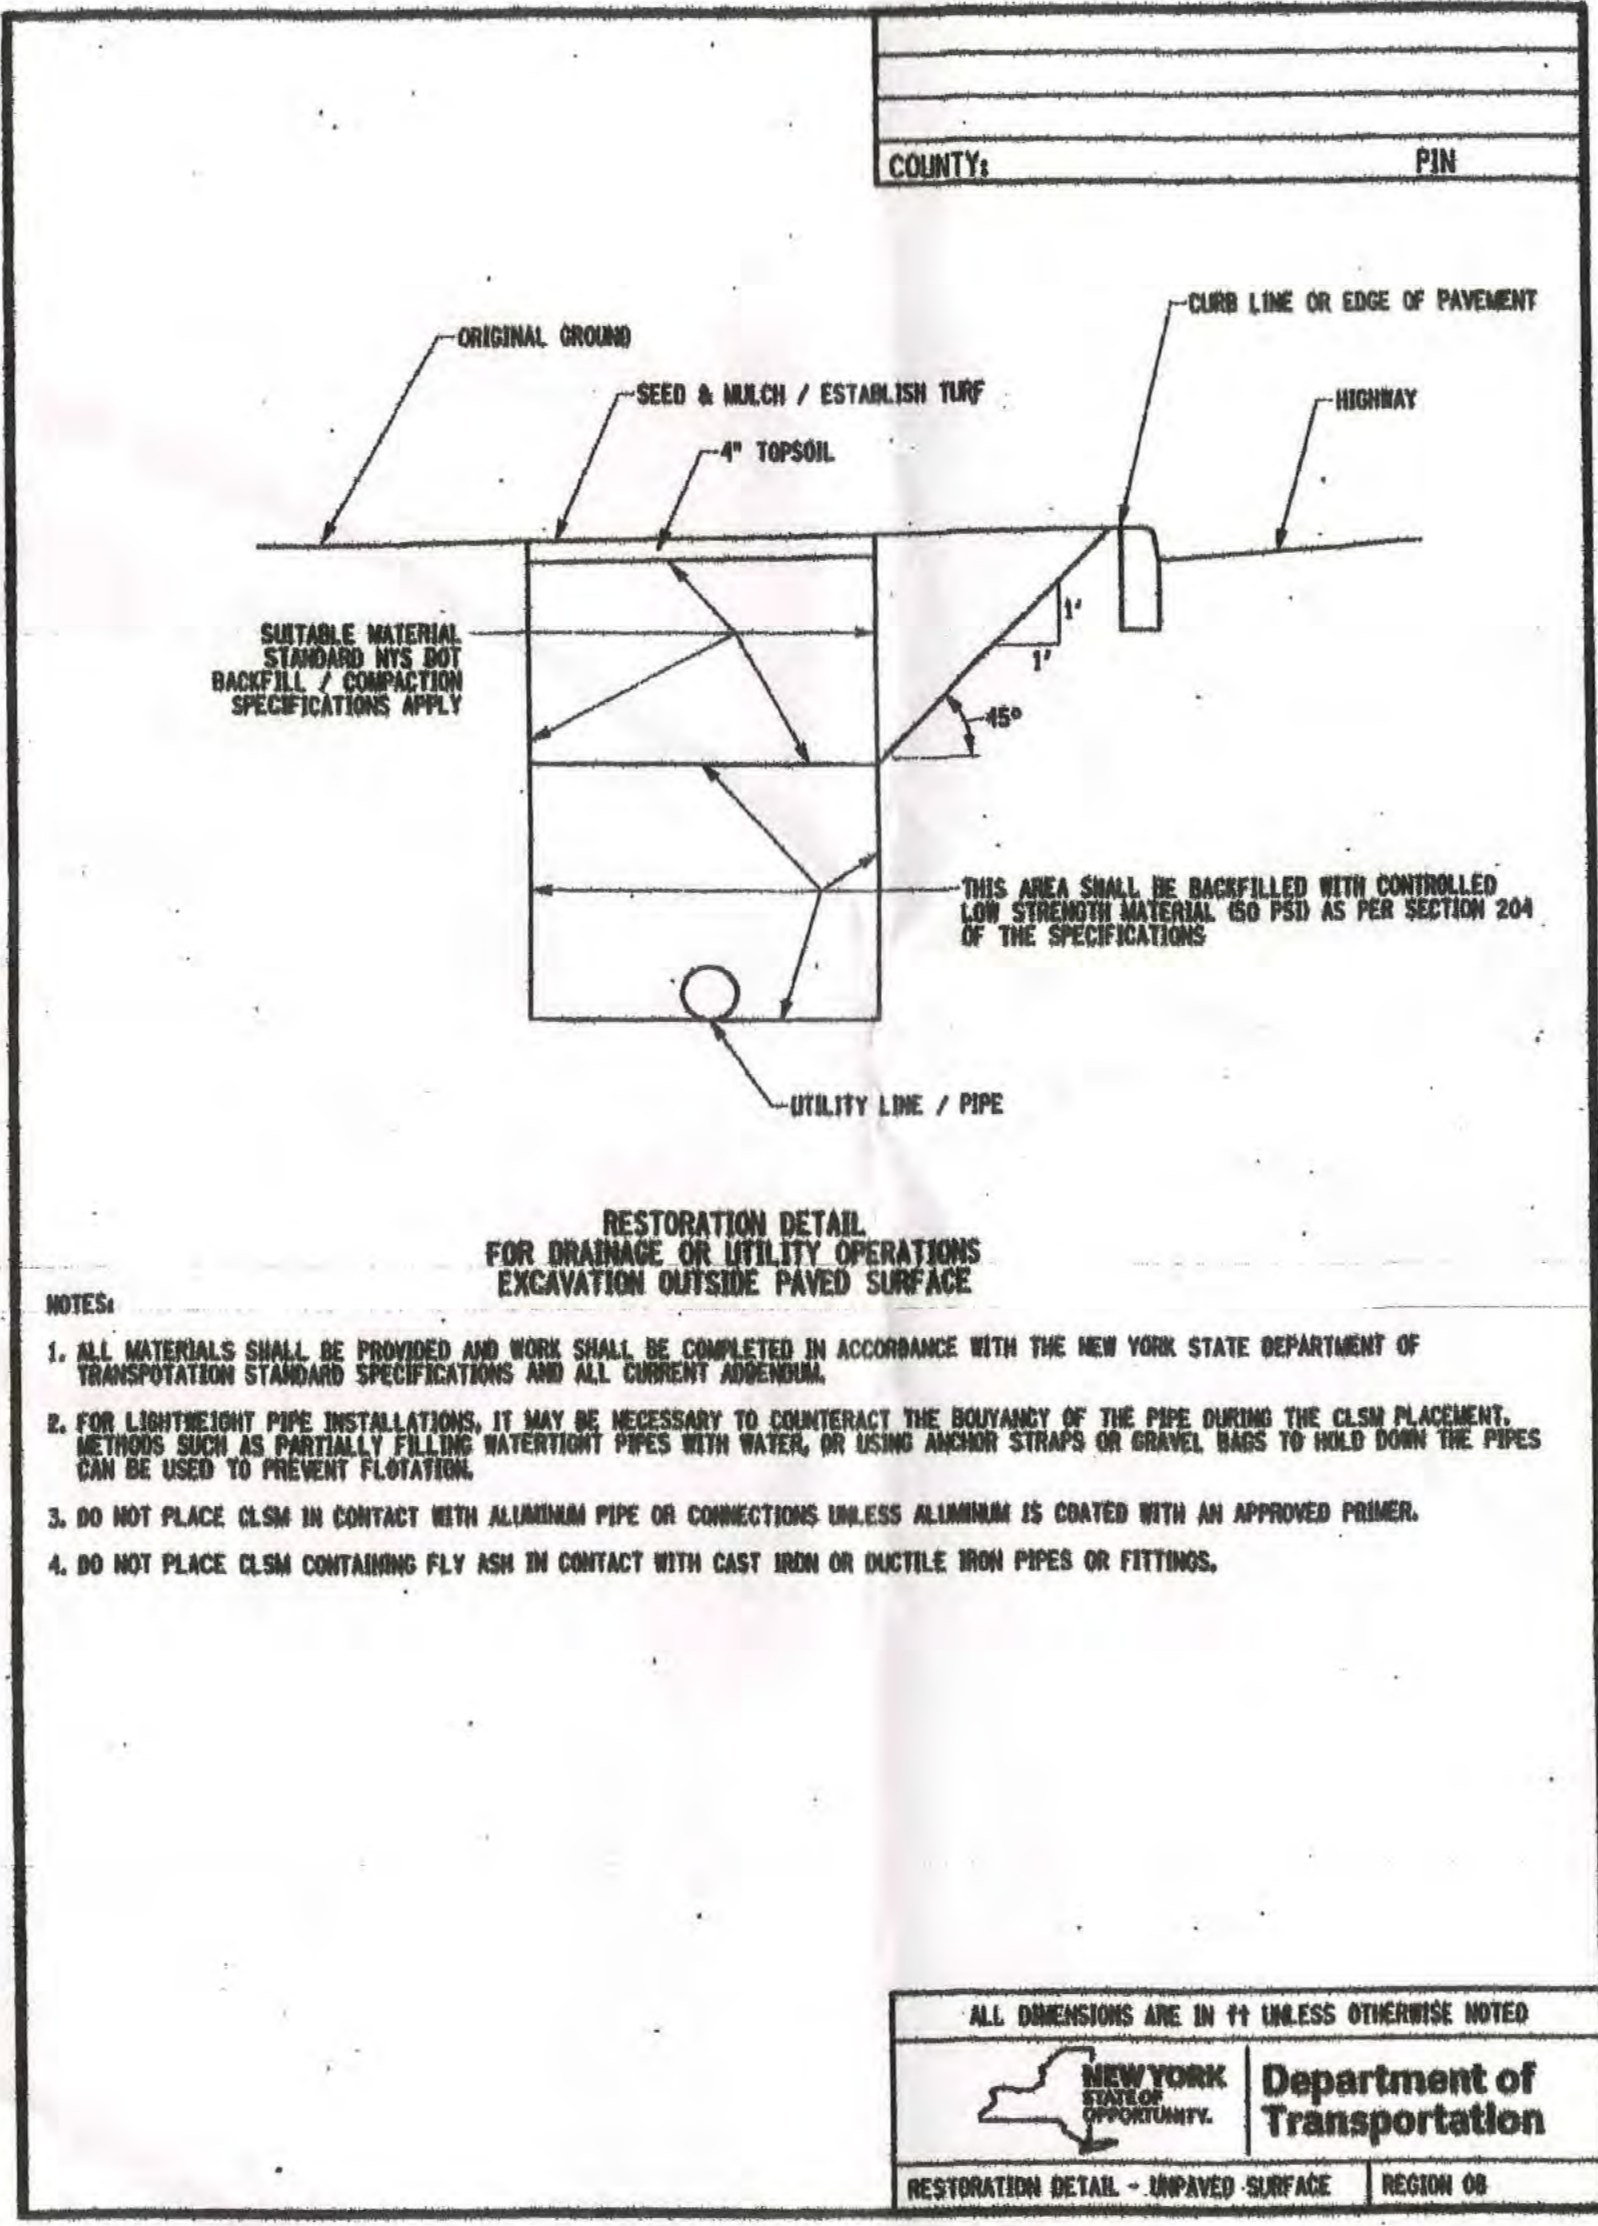 COUNTY: PIN
CURB LINE OR EDGE OF PAVEMENT
ORIGINAL GROUND
SEED & MULCH / ESTABLISH TURF
HIGHWAY
4" TOPSOIL
SUITABLE MATERIAL
STANDARD NYS DOT
BACKFILL / COMPACTION
SPECIFICATIONS APPLY
1'
1'
45°
THIS AREA SHALL BE BACKFILLED WITH CONTROLLED
LOW STRENGTH MATERIAL (50 PSI) AS PER SECTION 204
OF THE SPECIFICATIONS
UTILITY LINE / PIPE
RESTORATION DETAIL
FOR DRAINAGE OR UTILITY OPERATIONS
EXCAVATION OUTSIDE PAVED SURFACE
NOTES:
1. ALL MATERIALS SHALL BE PROVIDED AND WORK SHALL BE COMPLETED IN ACCORDANCE WITH THE NEW YORK STATE DEPARTMENT OF
TRANSPOTATION STANDARD SPECIFICATIONS AND ALL CURRENT ADDENDUM.
2. FOR LIGHTWEIGHT PIPE INSTALLATIONS, IT MAY BE NECESSARY TO COUNTERACT THE BOUYANCY OF THE PIPE DURING THE CLSM PLACEMENT.
METHODS SUCH AS PARTIALLY FILLING WATERTIGHT PIPES WITH WATER, OR USING ANCHOR STRAPS OR GRAVEL BAGS TO HOLD DOWN THE PIPES
CAN BE USED TO PREVENT FLOTATION.
3. DO NOT PLACE CLSM IN CONTACT WITH ALUMINUM PIPE OR CONNECTIONS UNLESS ALUMINUM IS COATED WITH AN APPROVED PRIMER.
4. DO NOT PLACE CLSM CONTAINING FLY ASH IN CONTACT WITH CAST IRON OR DUCTILE IRON PIPES OR FITTINGS.
ALL DIMENSIONS ARE IN ft UNLESS OTHERWISE NOTED
NEW YORK
STATE OF
OPPORTUNITY.
Department of
Transportation
RESTORATION DETAIL - UNPAVED SURFACE
REGION 08